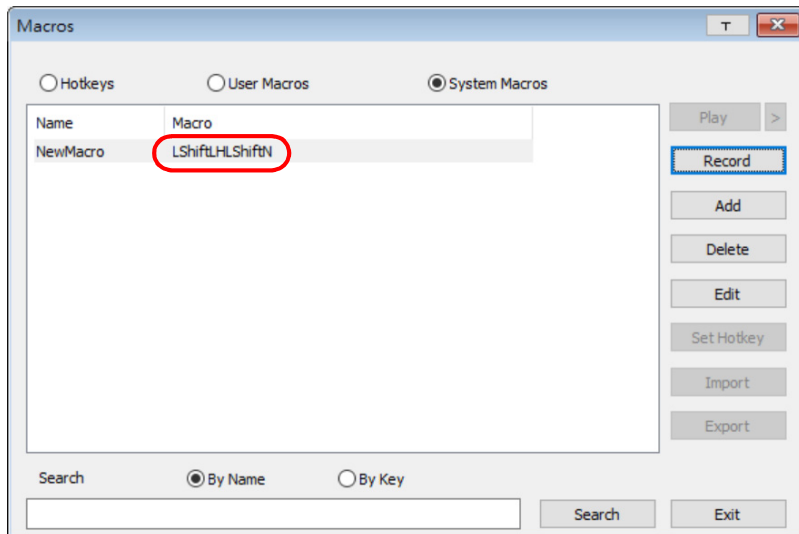 Macros
Hotkeys User Macros System Macros
Name Macro Play >
NewMacro LShiftLHLShiftN Record
Add
Delete
Edit
Set Hotkey
Import
Export
Search By Name By Key
Search Exit